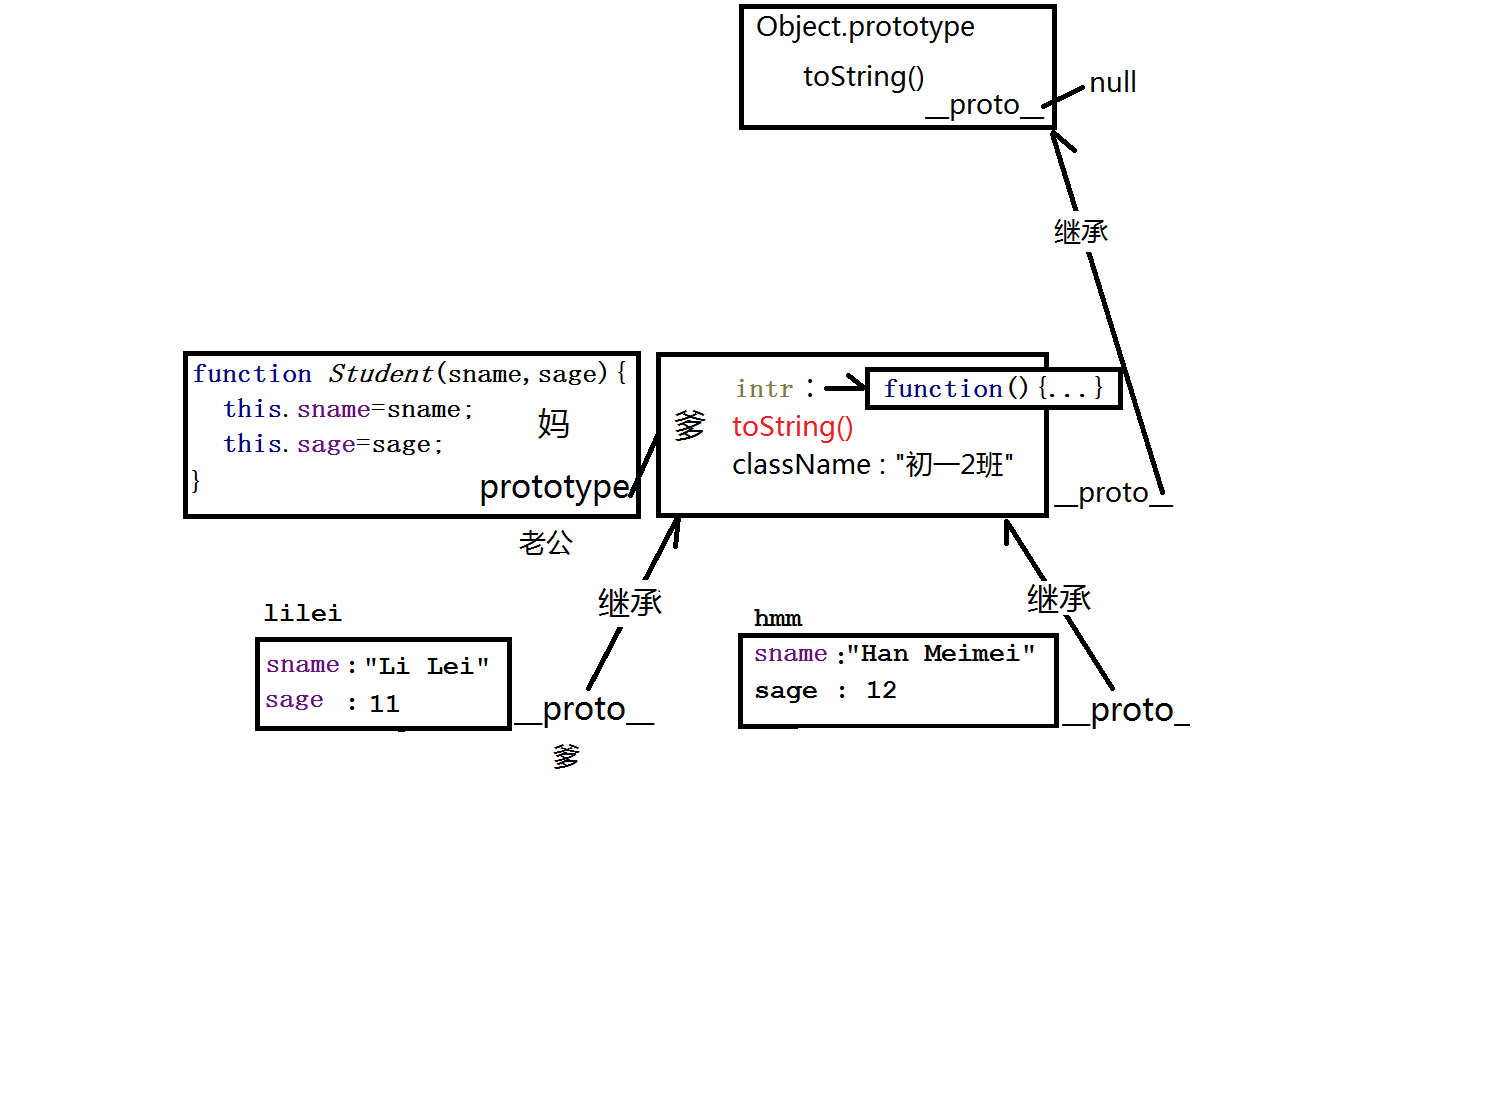 Object.prototype
toString()
__proto__
null
继承
function Student(sname,sage){
this.sname=sname;
this.sage=sage;
}
妈
prototype
老公
爹
intr：
function(){...}
toString()
className："初一2班"
__proto__
继承
继承
lilei
sname:"Li Lei"
sage :11
__proto__
爹
hmm
sname:"Han Meimei"
sage : 12
__proto_